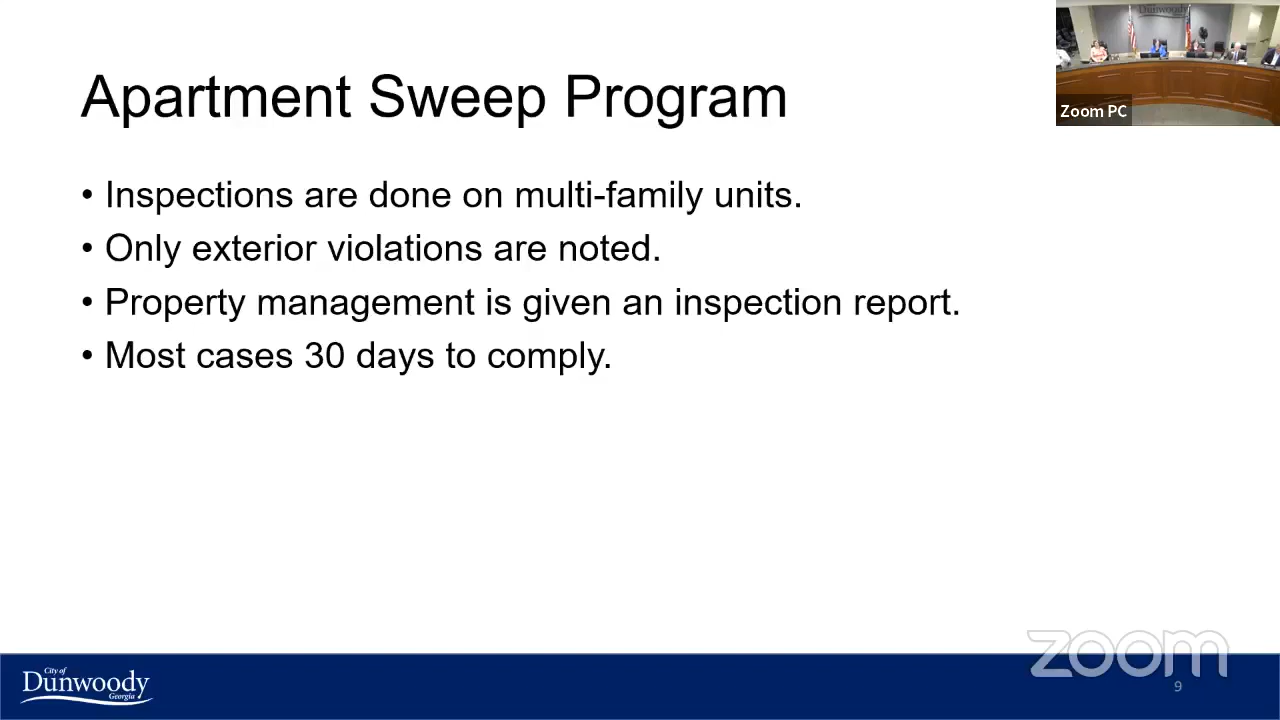 Dunwoody
Zoom PC
Apartment Sweep Program
• Inspections are done on multi-family units.
• Only exterior violations are noted.
• Property management is given an inspection report.
• Most cases 30 days to comply.
zoom
City of
Dunwoody
Georgia
9